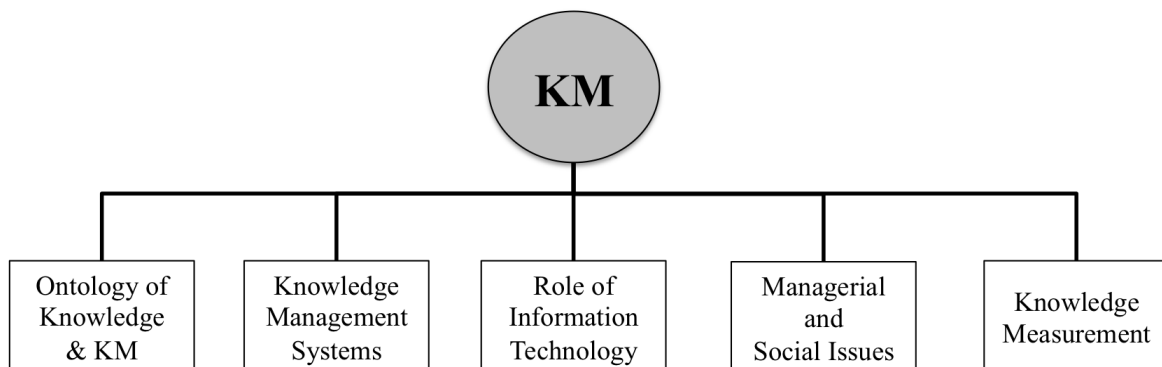 KM
Ontology of
Knowledge
& KM
Knowledge
Management
Systems
Role of
Information
Technology
Managerial
and
Social Issues
Knowledge
Measurement